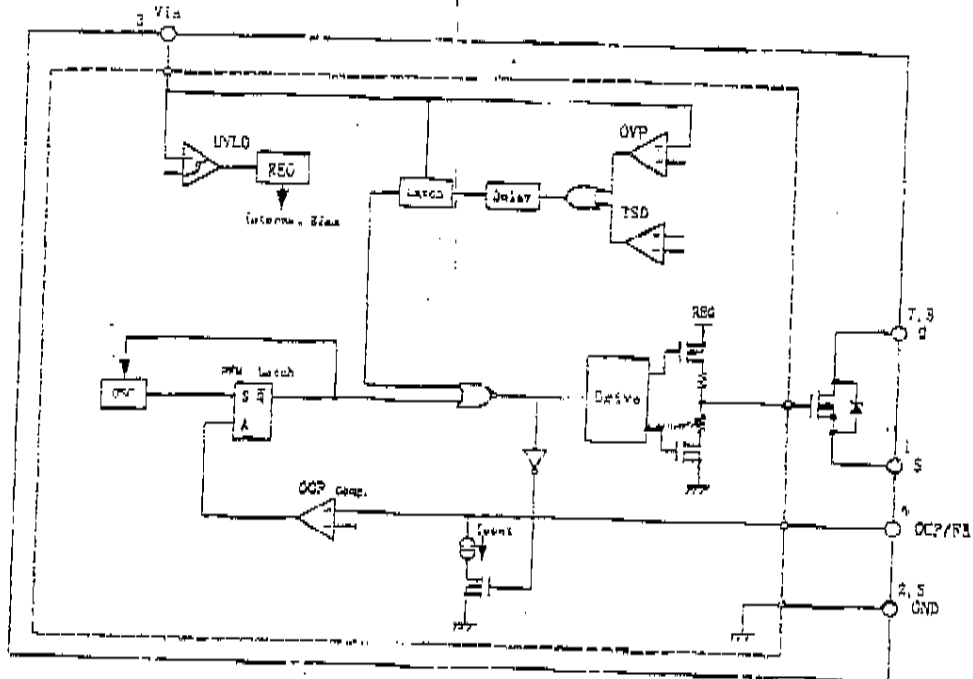 3 Vin
UVLO
REG
Internal Bias
OVP
Latch
Delay
TSD
7, 8
D
REG
PWM Latch
OSC
S
R
Drive
1
S
OCP Comp.
4
OCP/FB
2, 5
GND